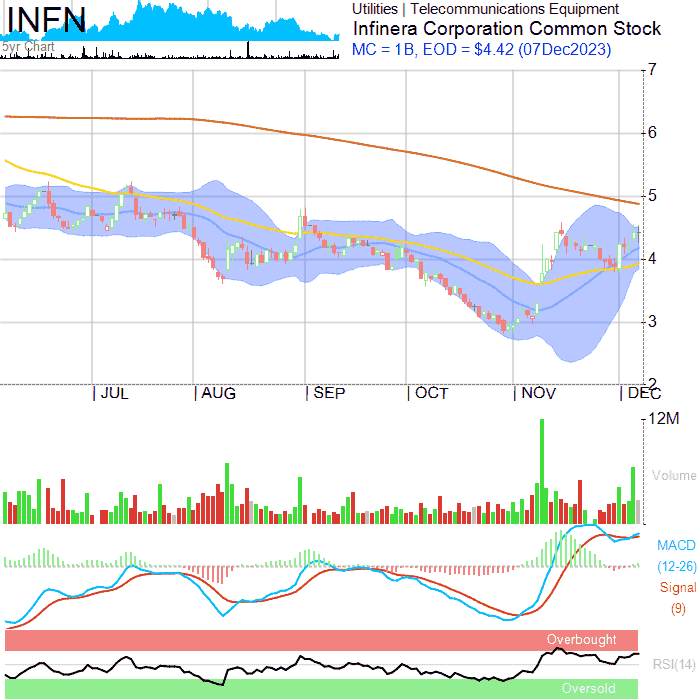 INFN
5yr Chart
Utilities | Telecommunications Equipment
Infinera Corporation Common Stock
MC = 1B, EOD = $4.42 (07Dec2023)
7
6
5
4
3
2
JUL AUG SEP OCT NOV DEC
12M
Volume
MACD
(12-26)
Signal
(9)
Overbought
RSI(14)
Oversold